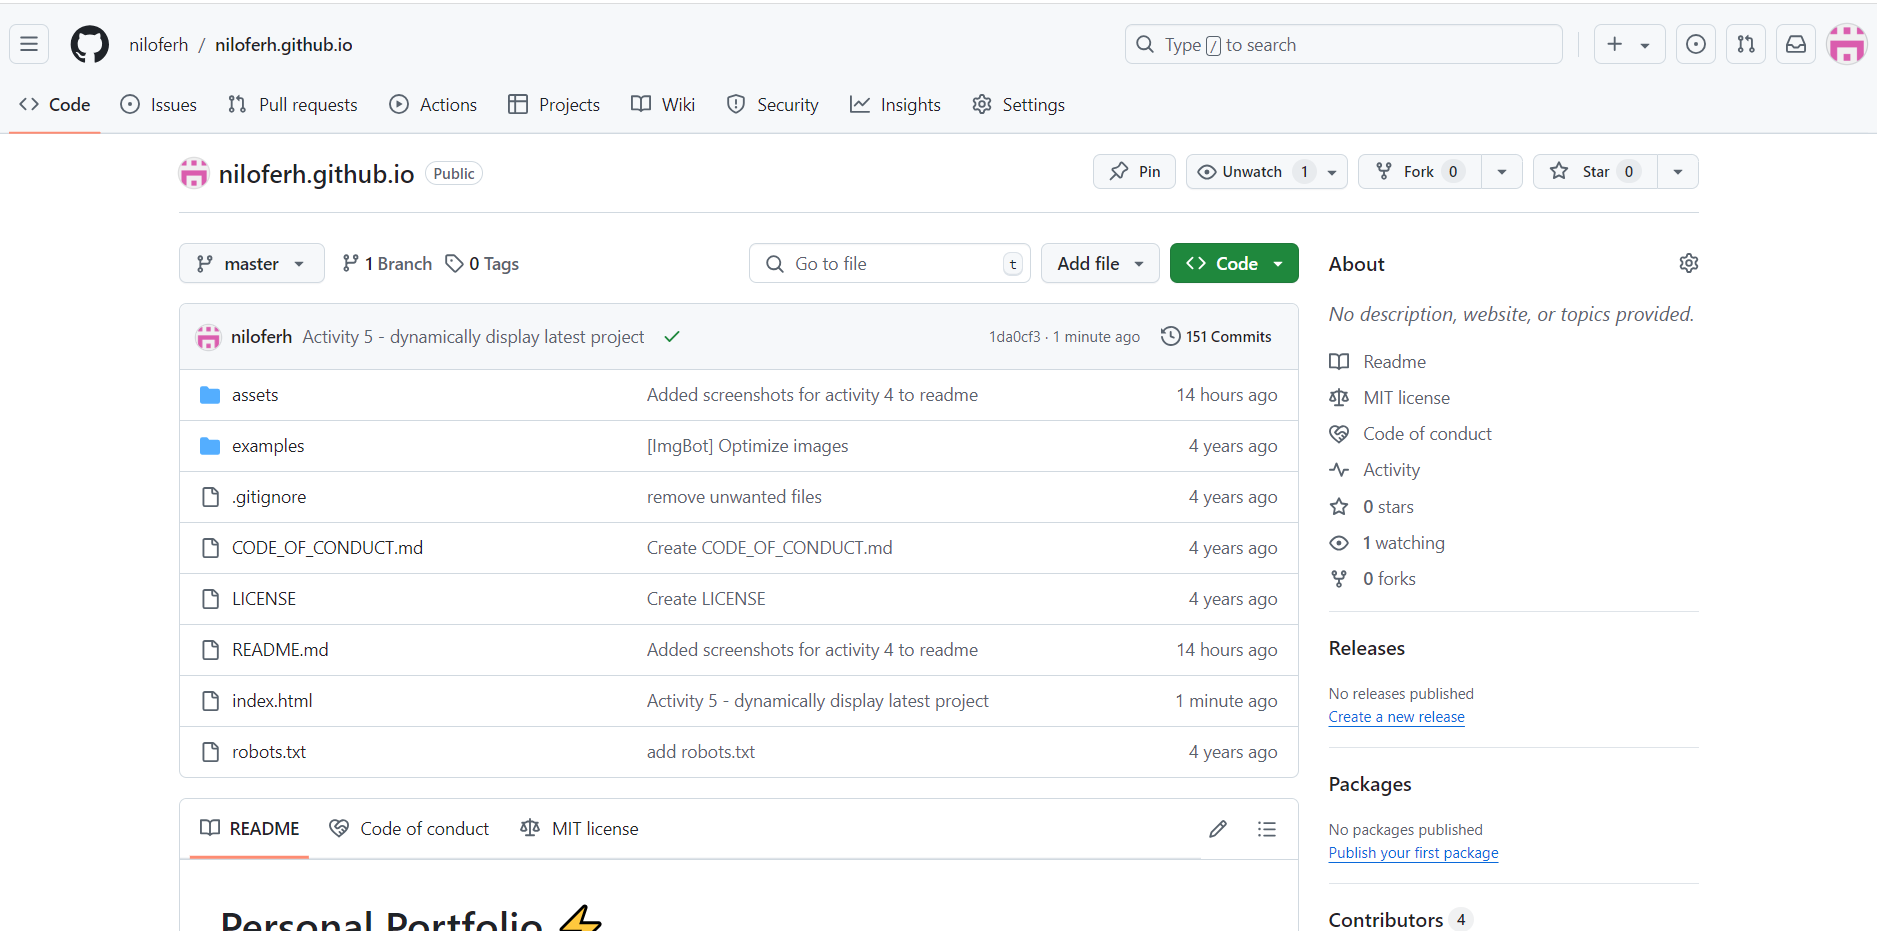 niloferh / niloferh.github.io
Type / to search
Code Issues Pull requests Actions Projects Wiki Security Insights Settings
niloferh.github.io Public
Pin Unwatch 1 Fork 0 Star 0
master 1 Branch 0 Tags
Go to file t
Add file Code
niloferh Activity 5 - dynamically display latest project 1da0cf3 · 1 minute ago 151 Commits
assets Added screenshots for activity 4 to readme 14 hours ago
examples [ImgBot] Optimize images 4 years ago
.gitignore remove unwanted files 4 years ago
CODE_OF_CONDUCT.md Create CODE_OF_CONDUCT.md 4 years ago
LICENSE Create LICENSE 4 years ago
README.md Added screenshots for activity 4 to readme 14 hours ago
index.html Activity 5 - dynamically display latest project 1 minute ago
robots.txt add robots.txt 4 years ago
README Code of conduct MIT license
Personal Portfolio ⚡
About
No description, website, or topics provided.
Readme
MIT license
Code of conduct
Activity
0 stars
1 watching
0 forks
Releases
No releases published
Create a new release
Packages
No packages published
Publish your first package
Contributors 4